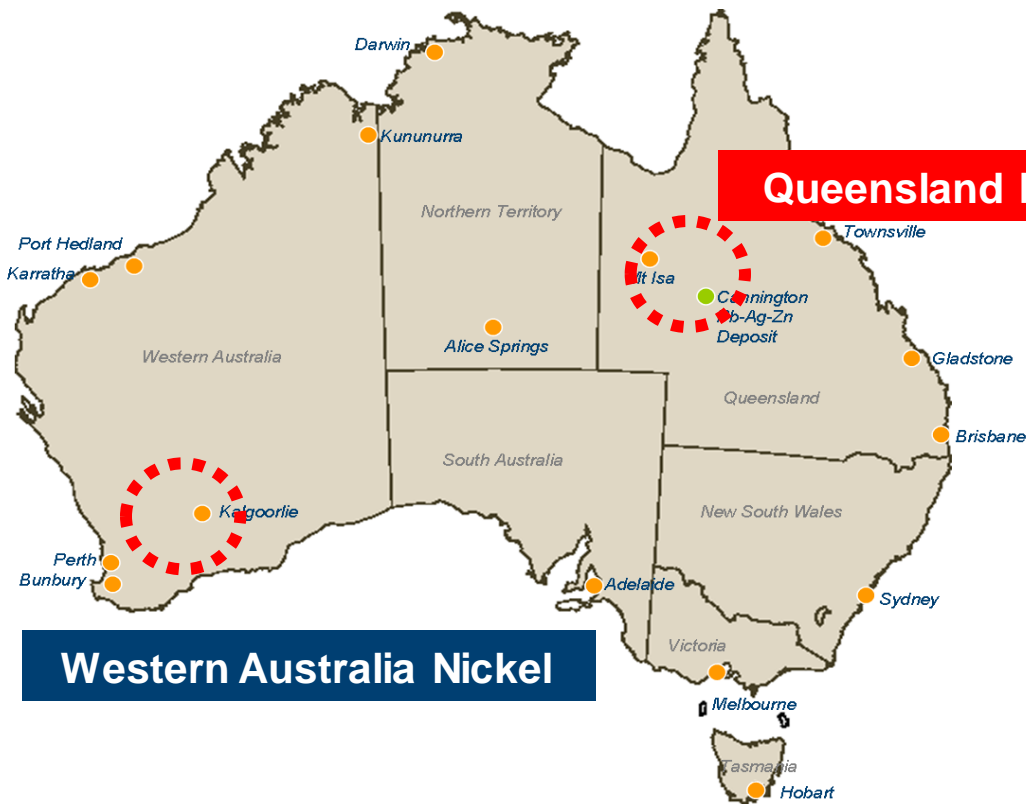 Darwin
Kununurra
Queensland
Northern Territory
Townsville
Port Hedland
Karratha
Mt Isa
Cannington
Pb-Ag-Zn
Deposit
Alice Springs
Western Australia
Gladstone
Queensland
Brisbane
South Australia
New South Wales
Kalgoorlie
Perth
Bunbury
Adelaide
Sydney
Western Australia Nickel
Victoria
Melbourne
Tasmania
Hobart